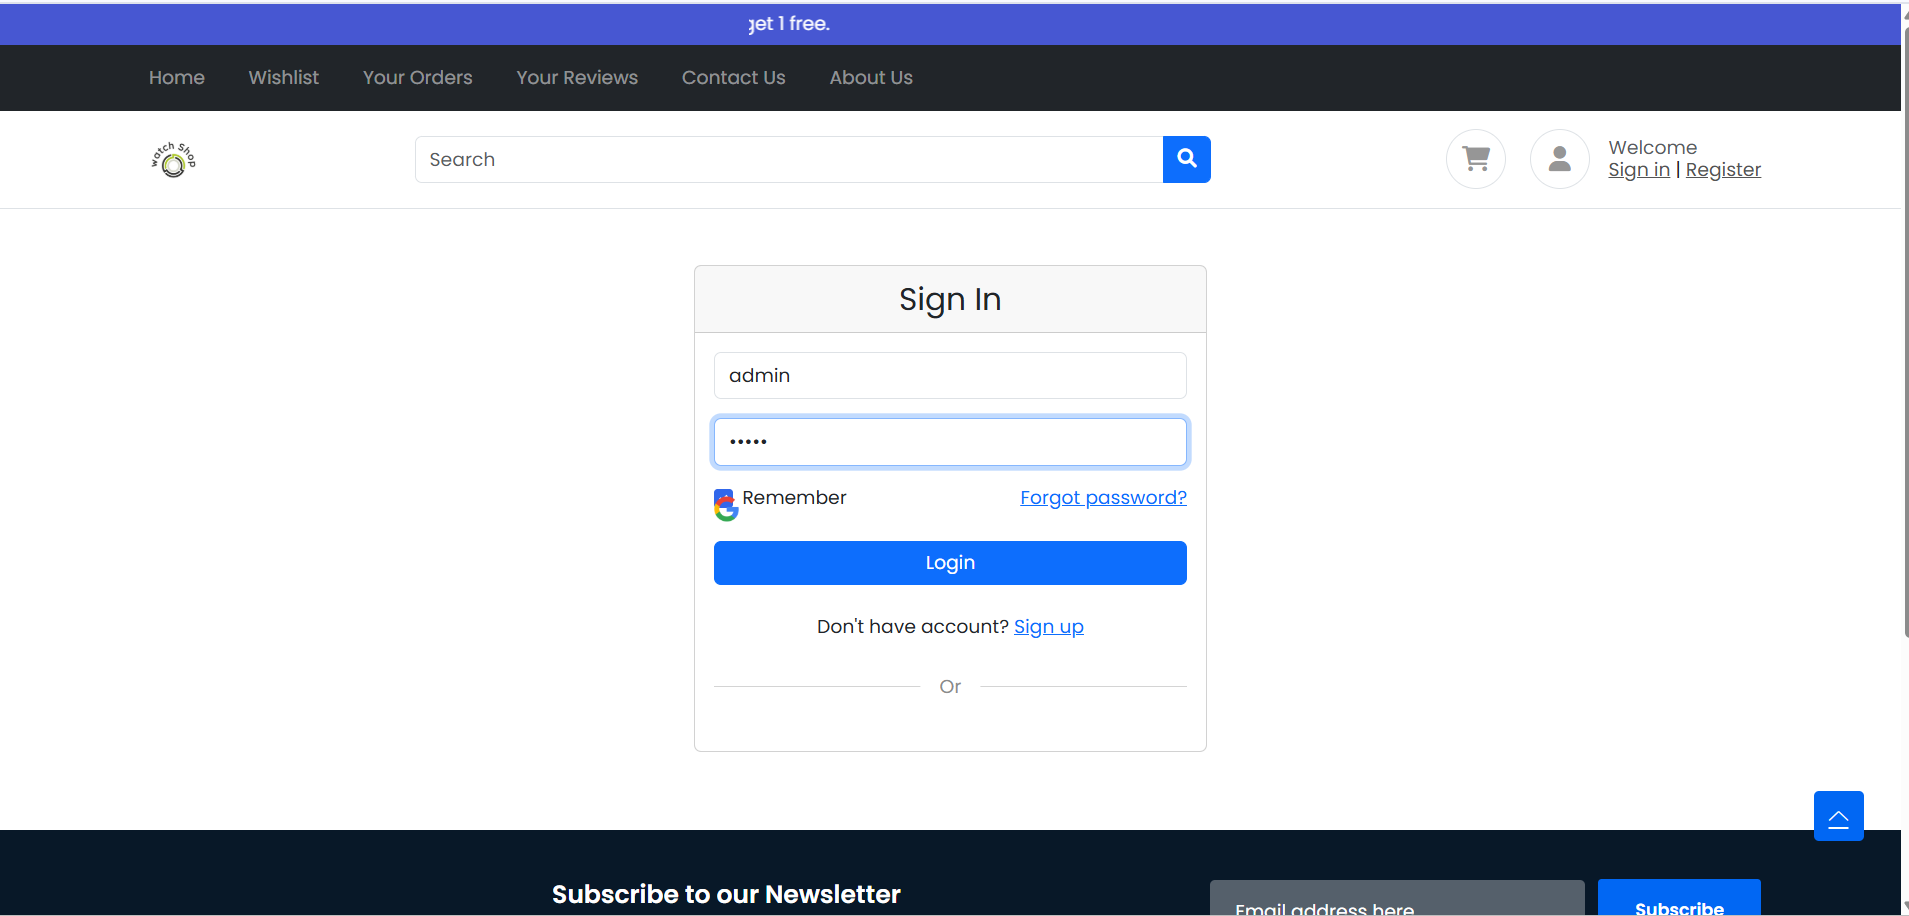 get 1 free.
Home Wishlist Your Orders Your Reviews Contact Us About Us
watch Shop
Search
Welcome
Sign in | Register
Sign In
admin
•••••
Remember Forgot password?
Login
Don't have account? Sign up
Or
Subscribe to our Newsletter
Email address here
Subscribe